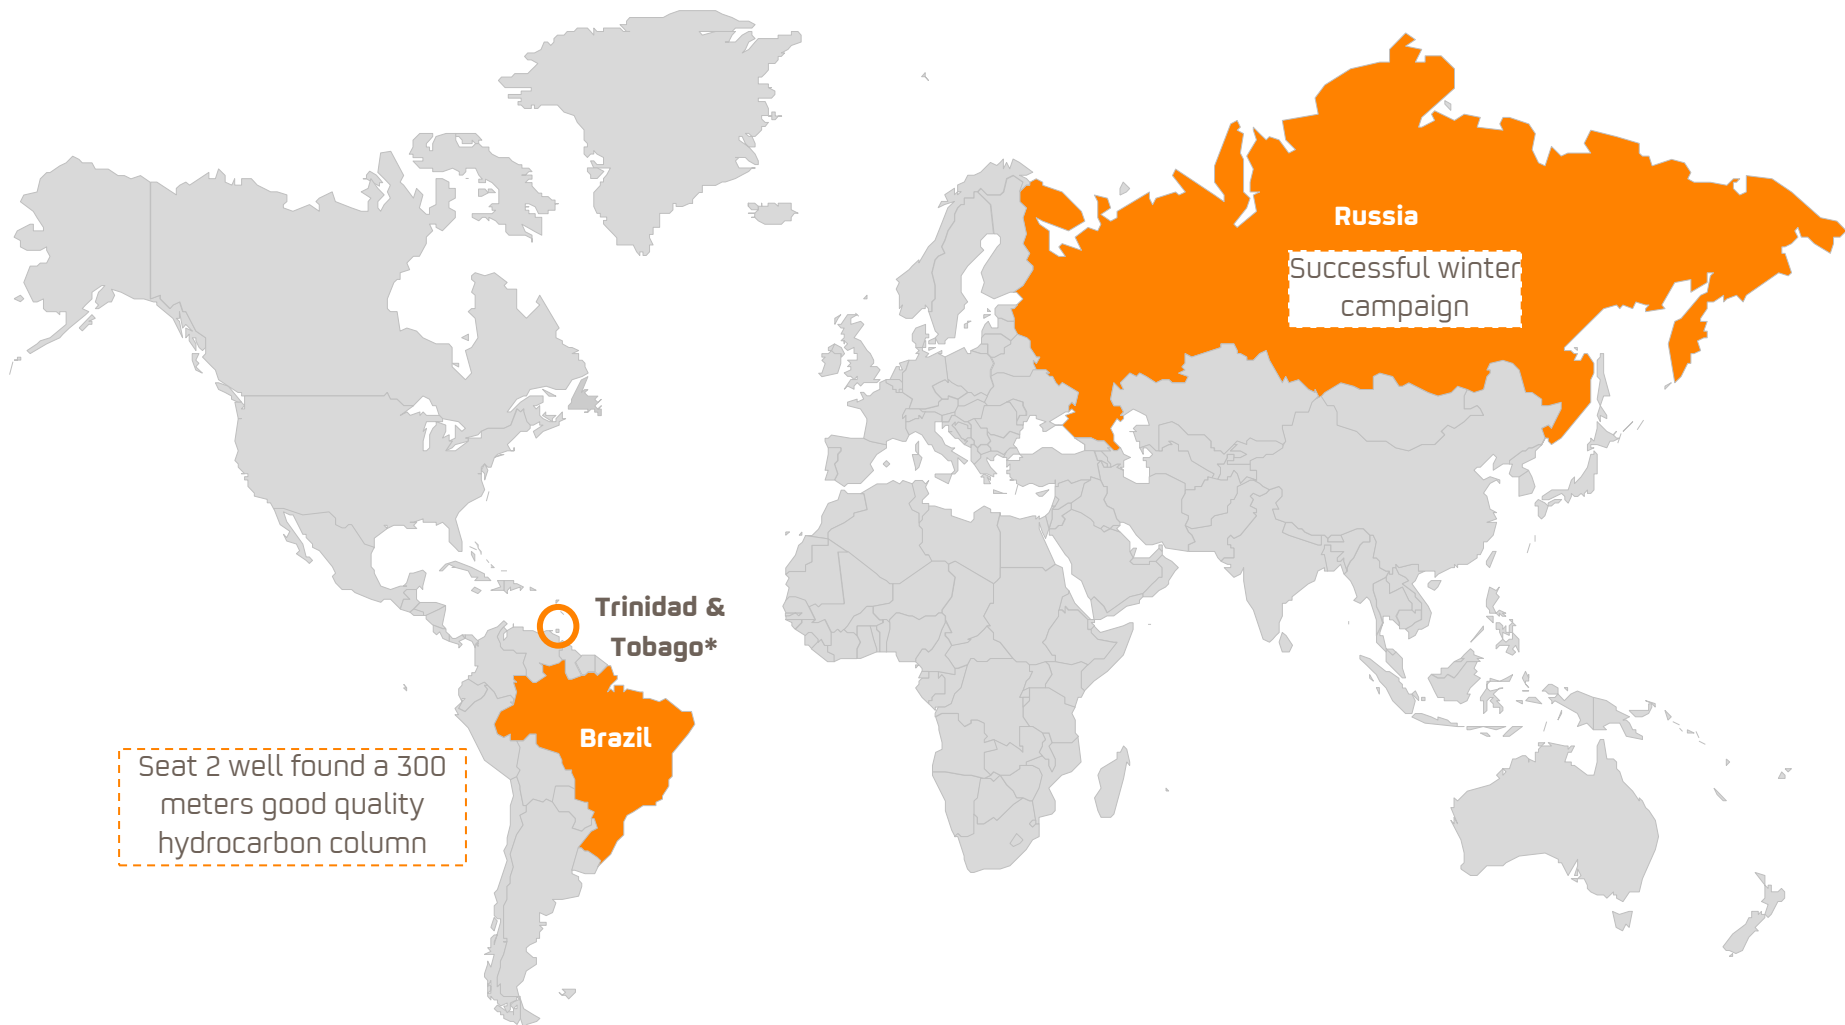 Russia
Successful winter
campaign
Trinidad &
Tobago*
Brazil
Seat 2 well found a 300
meters good quality
hydrocarbon column